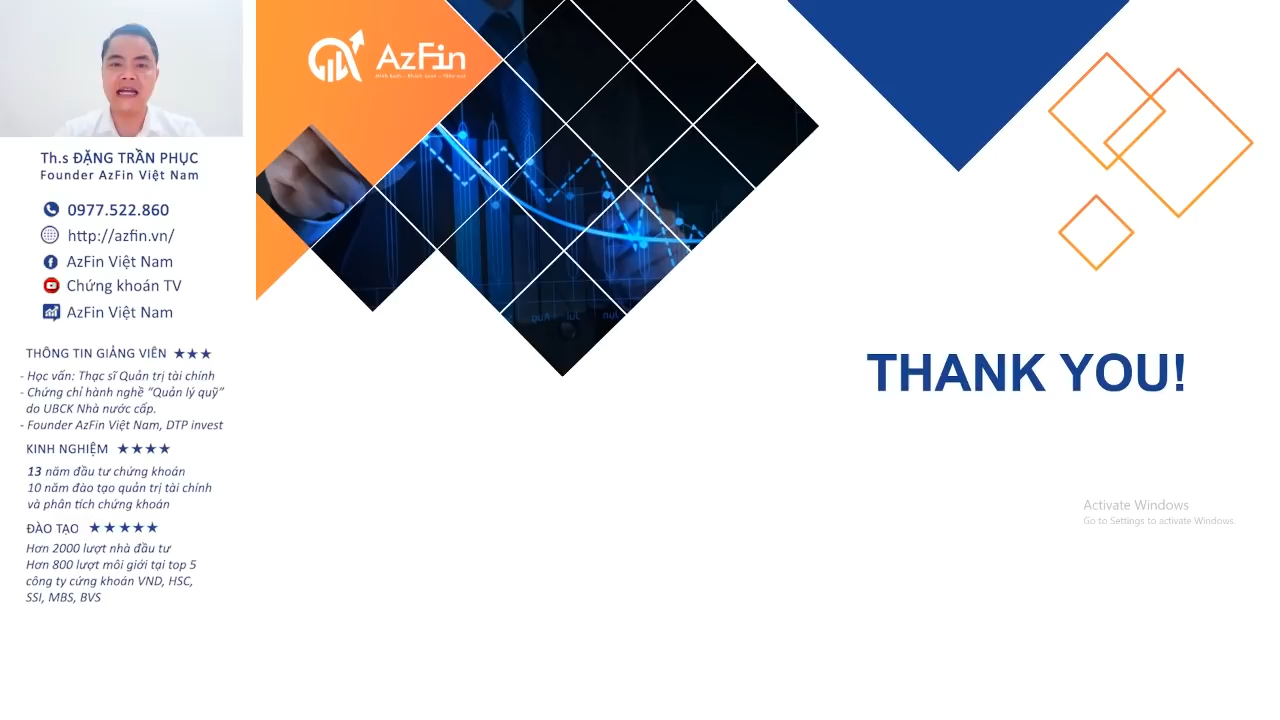 Th.s ĐẶNG TRẦN PHỤC
Founder AzFin Việt Nam
0977.522.860
http://azfin.vn/
AzFin Việt Nam
Chứng khoán TV
AzFin Việt Nam
THÔNG TIN GIẢNG VIÊN ★★★
- Học vấn: Thạc sĩ Quản trị tài chính
- Chứng chỉ hành nghề “Quản lý quỹ”
do UBCK Nhà nước cấp.
- Founder AzFin Việt Nam, DTP invest
KINH NGHIỆM ★★★★
13 năm đầu tư chứng khoán
10 năm đào tạo quản trị tài chính
và phân tích chứng khoán
ĐÀO TẠO ★★★★★
Hơn 2000 lượt nhà đầu tư
Hơn 800 lượt môi giới tại top 5
công ty cứng khoán VND, HSC,
SSI, MBS, BVS
AzFin
THANK YOU!
Activate Windows
Go to Settings to activate Windows.